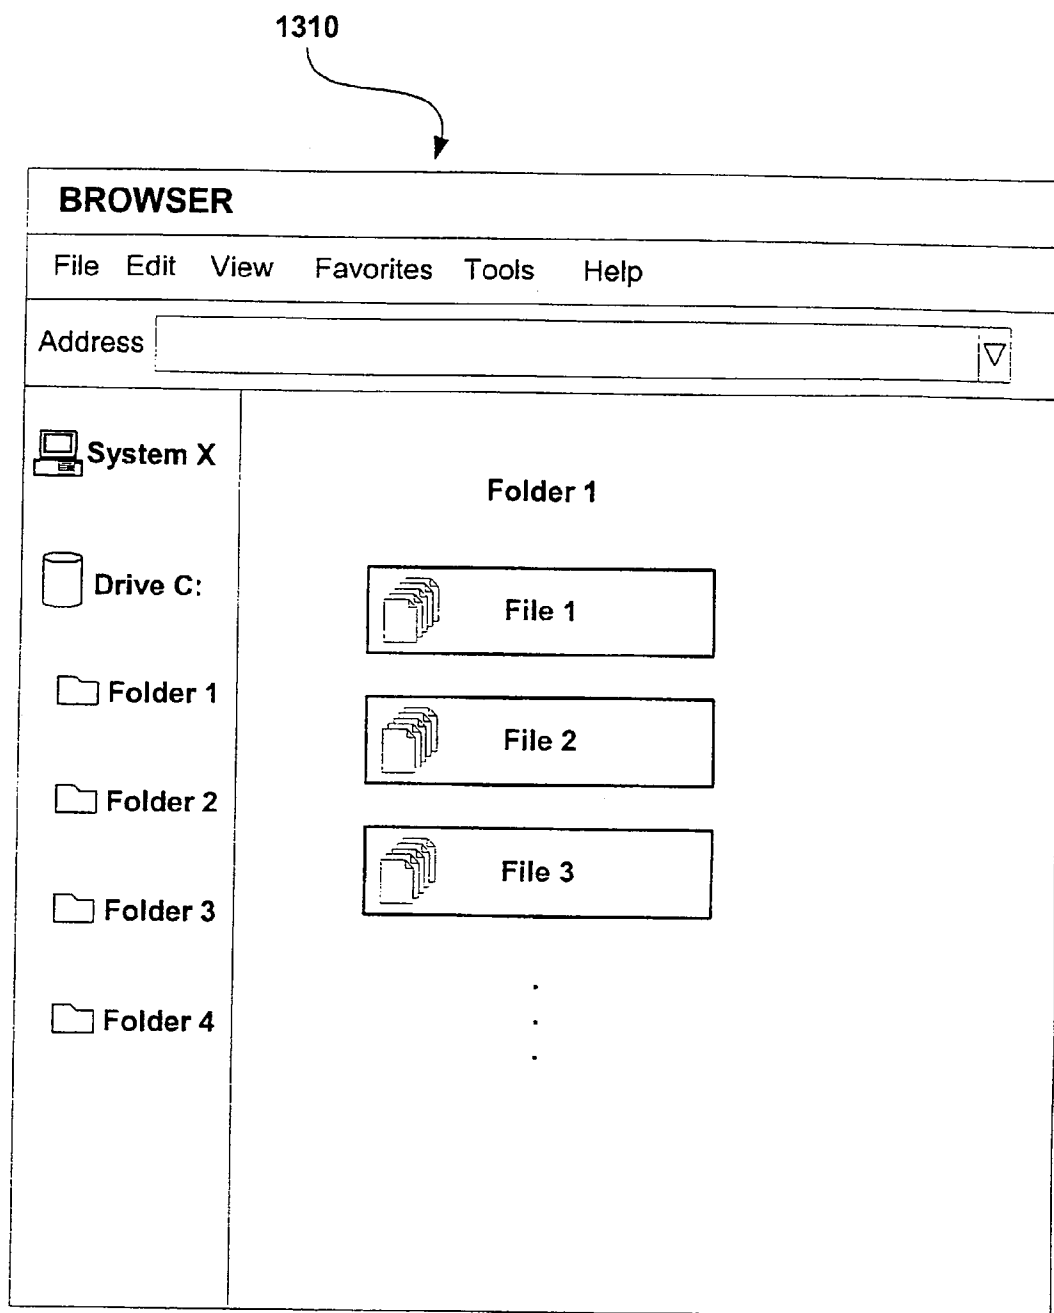 1310
BROWSER
File Edit View Favorites Tools Help
Address
System X
Drive C:
Folder 1
Folder 2
Folder 3
Folder 4
Folder 1
File 1
File 2
File 3